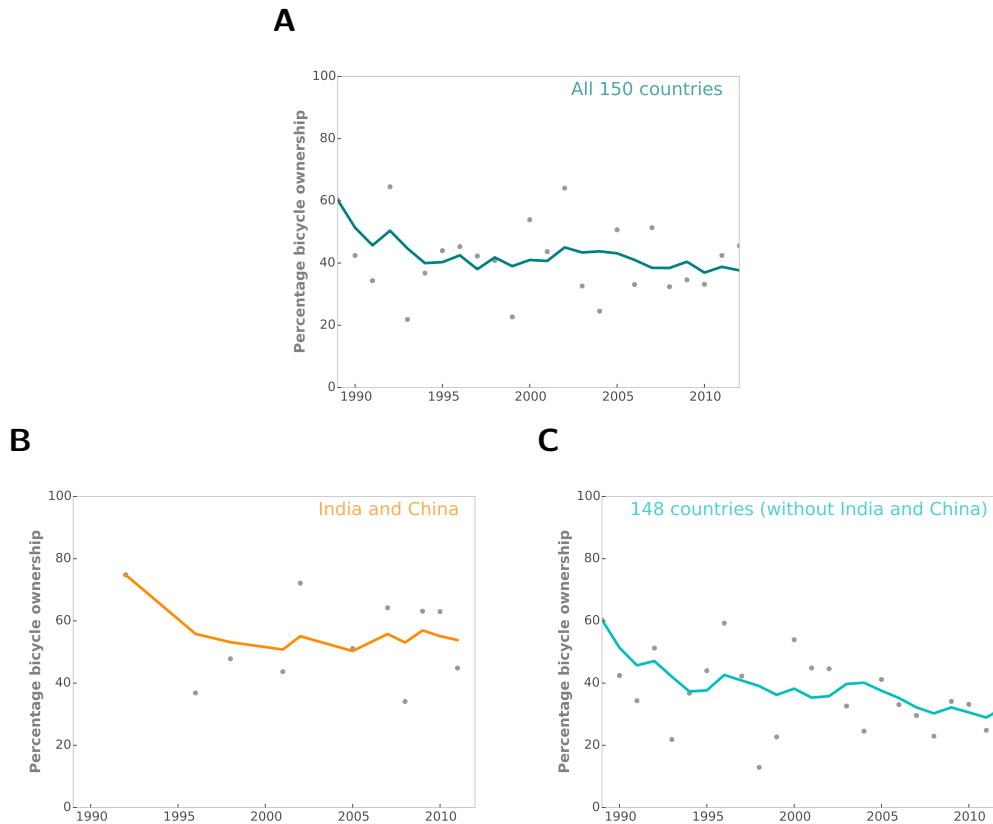 A
All 150 countries
Percentage bicycle ownership
100
80
60
40
20
0
1990 1995 2000 2005 2010
B
India and China
Percentage bicycle ownership
100
80
60
40
20
0
1990 1995 2000 2005 2010
C
148 countries (without India and China)
Percentage bicycle ownership
100
80
60
40
20
0
1990 1995 2000 2005 2010